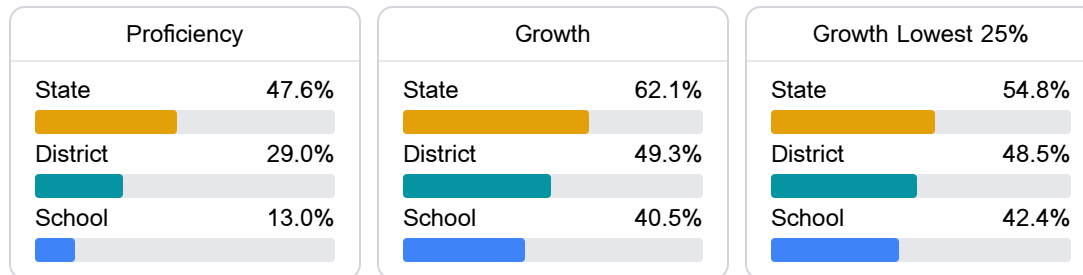 Proficiency
State 47.6%
District 29.0%
School 13.0%
Growth
State 62.1%
District 49.3%
School 40.5%
Growth Lowest 25%
State 54.8%
District 48.5%
School 42.4%